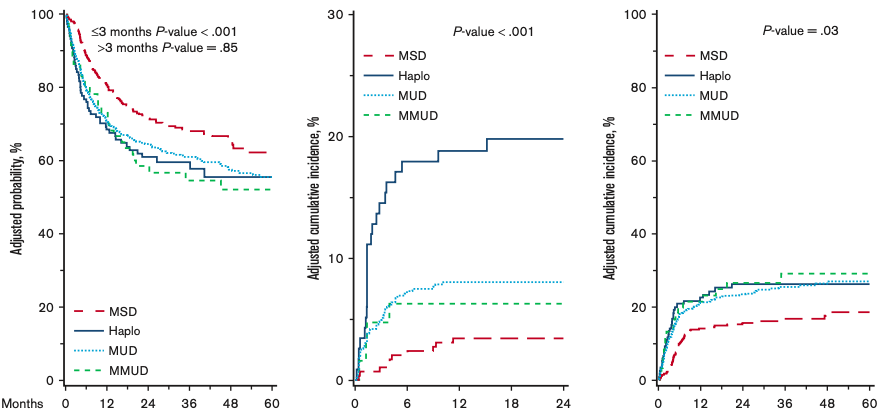 100
80
60
40
20
0
Adjusted probability, %
≤3 months P-value < .001
>3 months P-value = .85
MSD
Haplo
MUD
MMUD
Months
0 12 24 36 48 60
30
20
10
0
Adjusted cumulative incidence, %
P-value <.001
MSD
Haplo
MUD
MMUD
0 6 12 18 24
100
80
60
40
20
0
Adjusted cumulative incidence, %
P-value = .03
MSD
Haplo
MUD
MMUD
0 12 24 36 48 60